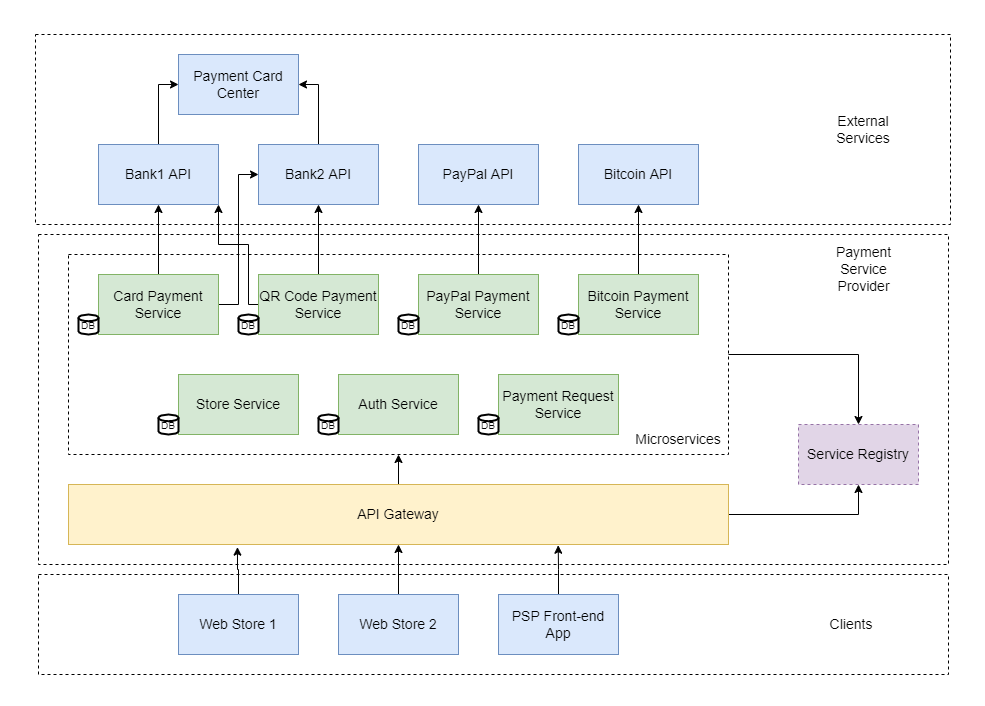 Payment Card
Center
External
Services
Bank1 API
Bank2 API
PayPal API
Bitcoin API
Payment
Service
Provider
Card Payment
Service
DB
QR Code Payment
Service
DB
PayPal Payment
Service
DB
Bitcoin Payment
Service
DB
Store Service
DB
Auth Service
DB
Payment Request
Service
DB
Microservices
Service Registry
API Gateway
Web Store 1
Web Store 2
PSP Front-end
App
Clients